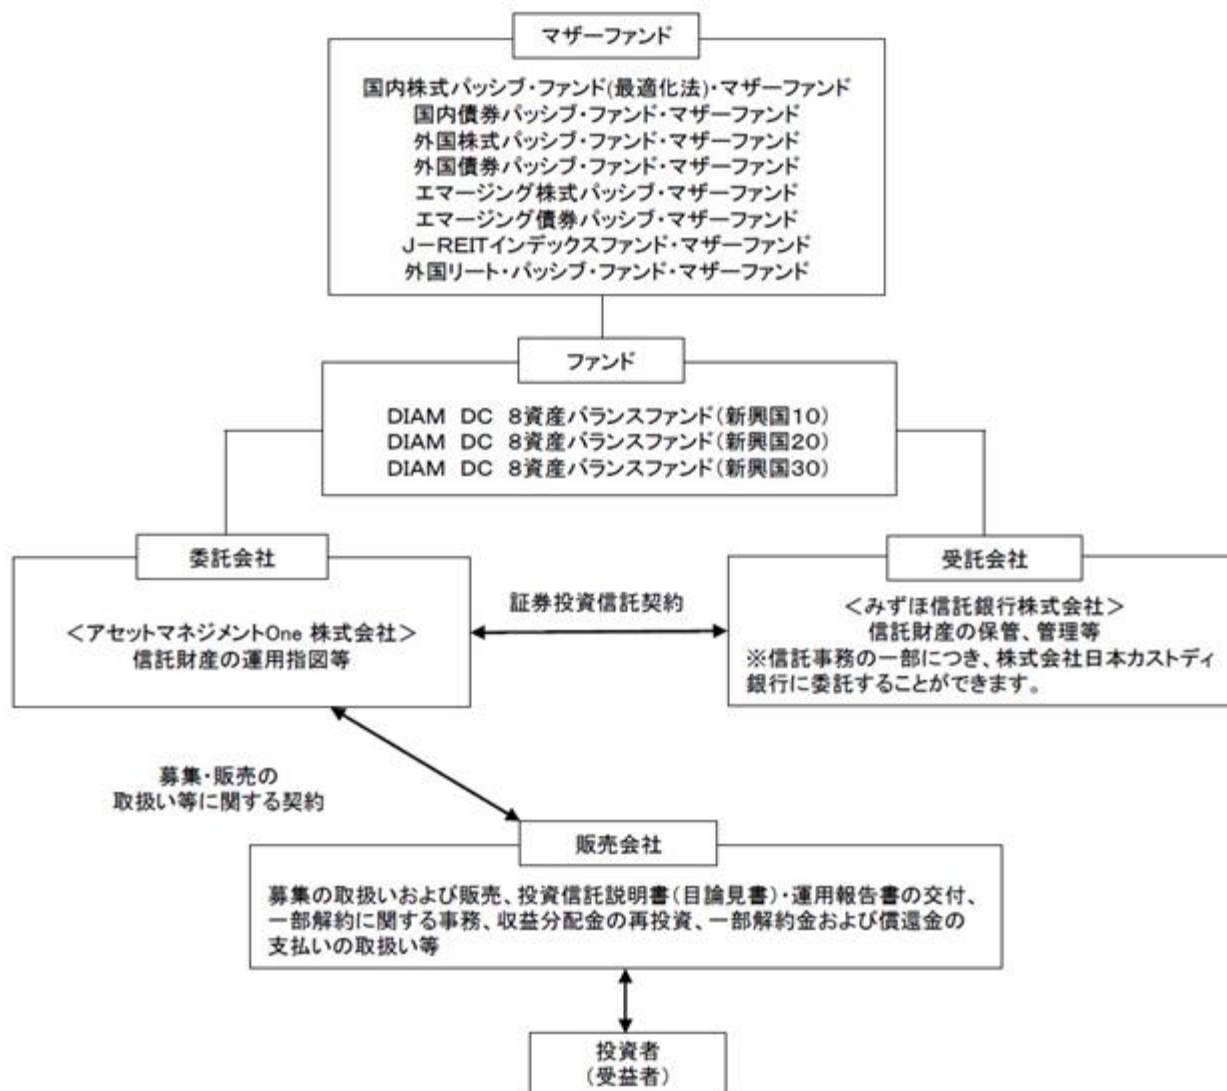 マザーファンド
国内株式パッシブ・ファンド(最適化法)・マザーファンド
国内債券パッシブ・ファンド・マザーファンド
外国株式パッシブ・ファンド・マザーファンド
外国債券パッシブ・ファンド・マザーファンド
エマージング株式パッシブ・マザーファンド
エマージング債券パッシブ・マザーファンド
J－REITインデックスファンド・マザーファンド
外国リート・パッシブ・ファンド・マザーファンド
ファンド
DIAM DC 8資産バランスファンド(新興国10)
DIAM DC 8資産バランスファンド(新興国20)
DIAM DC 8資産バランスファンド(新興国30)
委託会社
＜アセットマネジメントOne 株式会社＞
信託財産の運用指図等
証券投資信託契約
受託会社
＜みずほ信託銀行株式会社＞
信託財産の保管、管理等
※信託事務の一部につき、株式会社日本カストディ
銀行に委託することができます。
募集・販売の
取扱い等に関する契約
販売会社
募集の取扱いおよび販売、投資信託説明書(目論見書)・運用報告書の交付、
一部解約に関する事務、収益分配金の再投資、一部解約金および償還金の
支払いの取扱い等
投資者
(受益者)